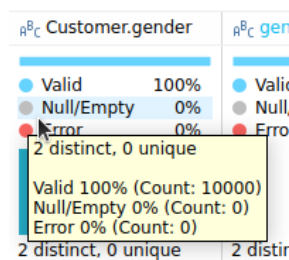 ABC Customer.gender
ABC gen
Valid 100%
Null/Empty 0%
Error 0%
Valid
Null/
Erro
2 distinct, 0 unique
Valid 100% (Count: 10000)
Null/Empty 0% (Count: 0)
Error 0% (Count: 0)
2 distinct, 0 unique
2 distin